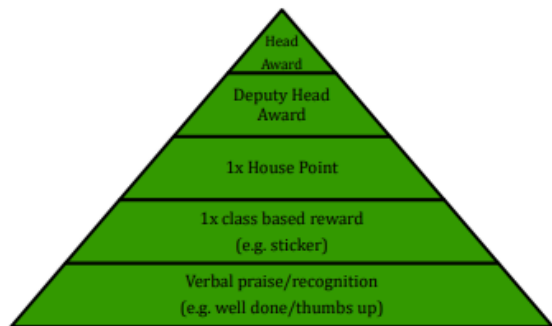 Head
Award
Deputy Head
Award
1x House Point
1x class based reward
(e.g. sticker)
Verbal praise/recognition
(e.g. well done/thumbs up)